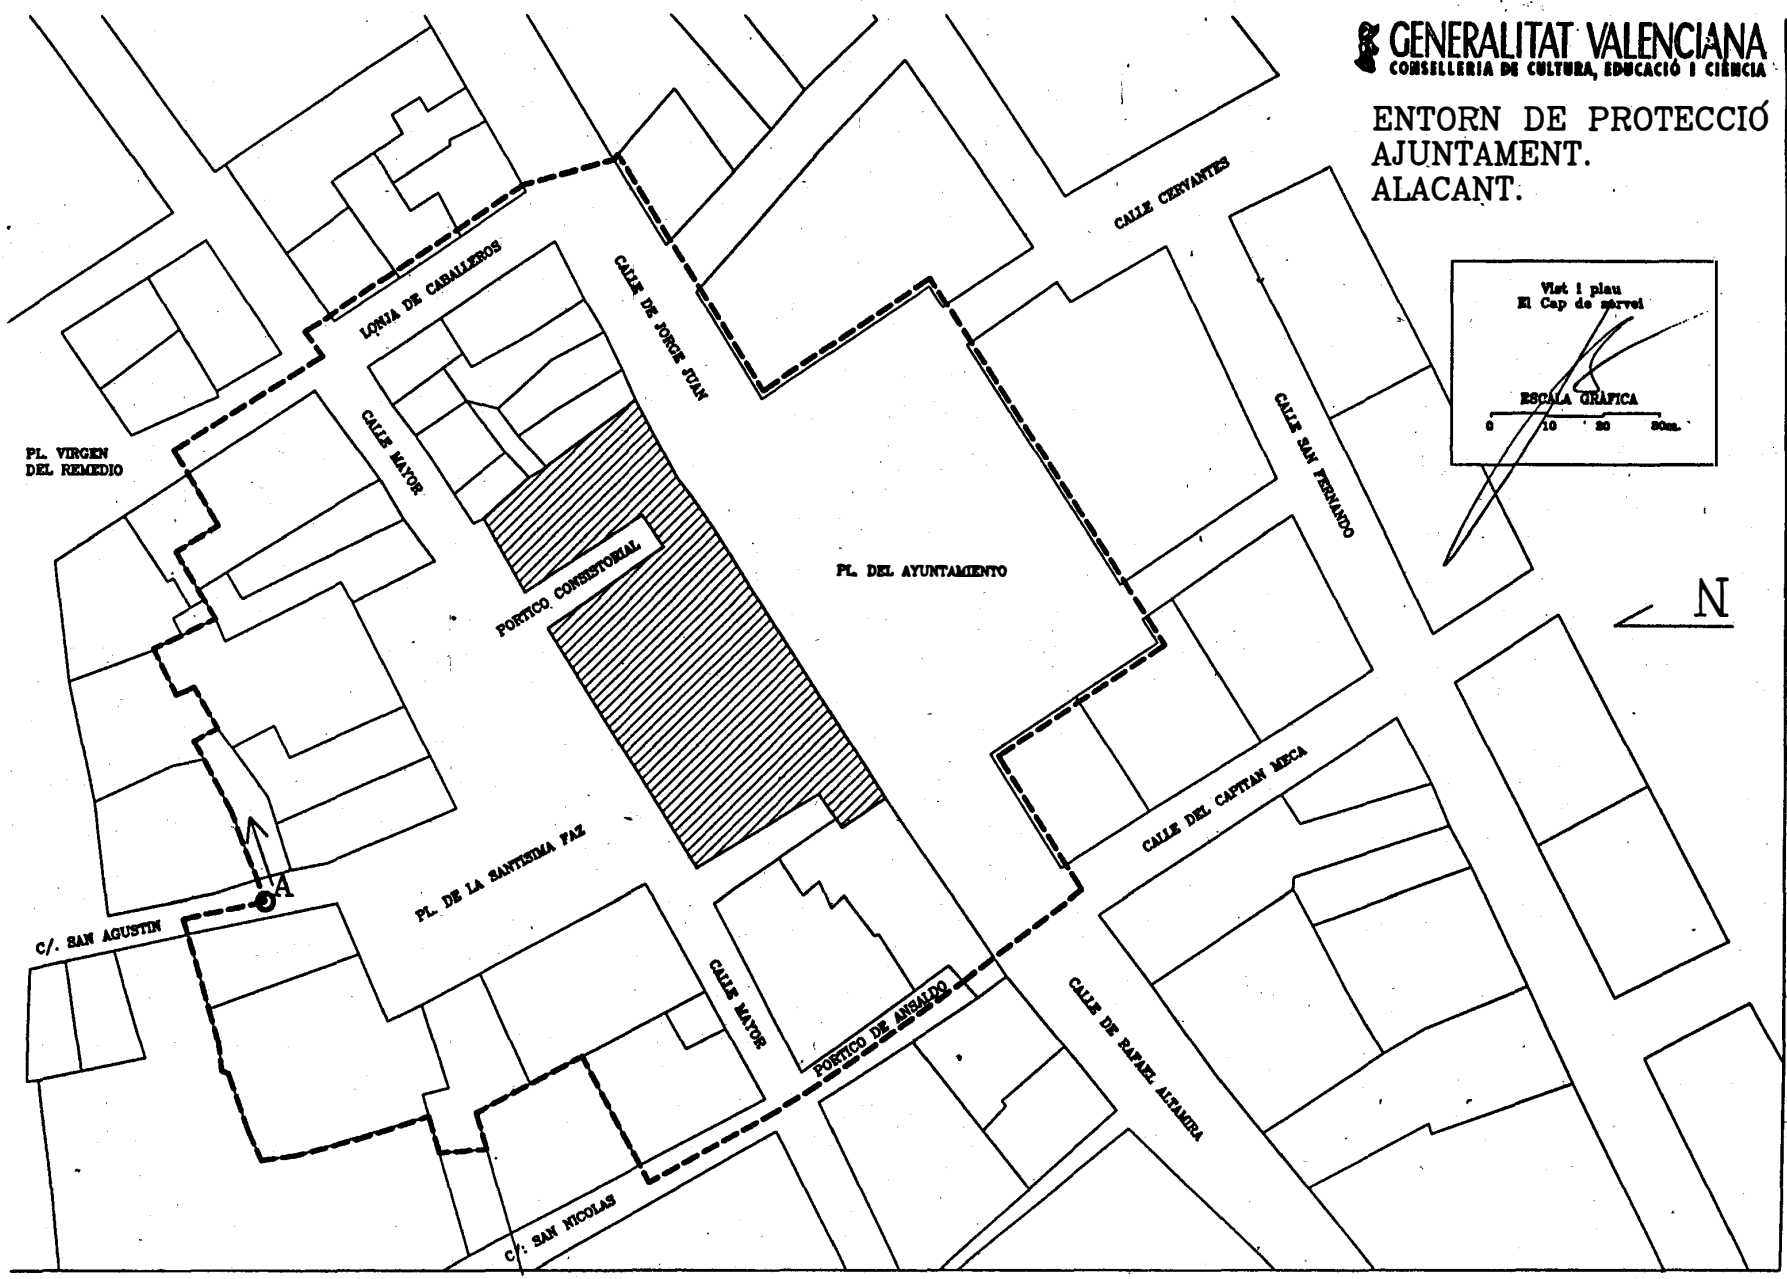 GENERALITAT VALENCIANA
CONSELLERIA DE CULTURA, EDUCACIÓ I CIÈNCIA
ENTORN DE PROTECCIÓ
AJUNTAMENT.
ALACANT.
CALLE CERVANTES
LONJA DE CABALLEROS
CALLE DE JORGE JUAN
Vist i plau
El Cap de servei
ESCALA GRÀFICA
0 10 20 30m.
CALLE MAYOR
CALLE SAN FERNANDO
PL. VIRGEN
DEL REMEDIO
PORTICO CONSISTORIAL
PL. DEL AYUNTAMIENTO
N
CALLE DEL CAPITAN MECA
PL. DE LA SANTISIMA FAZ
A
C/. SAN AGUSTIN
CALLE MAYOR
PORTICO DE ANSALDO
CALLE DE RAFAEL ALTAMIRA
C/. SAN NICOLAS